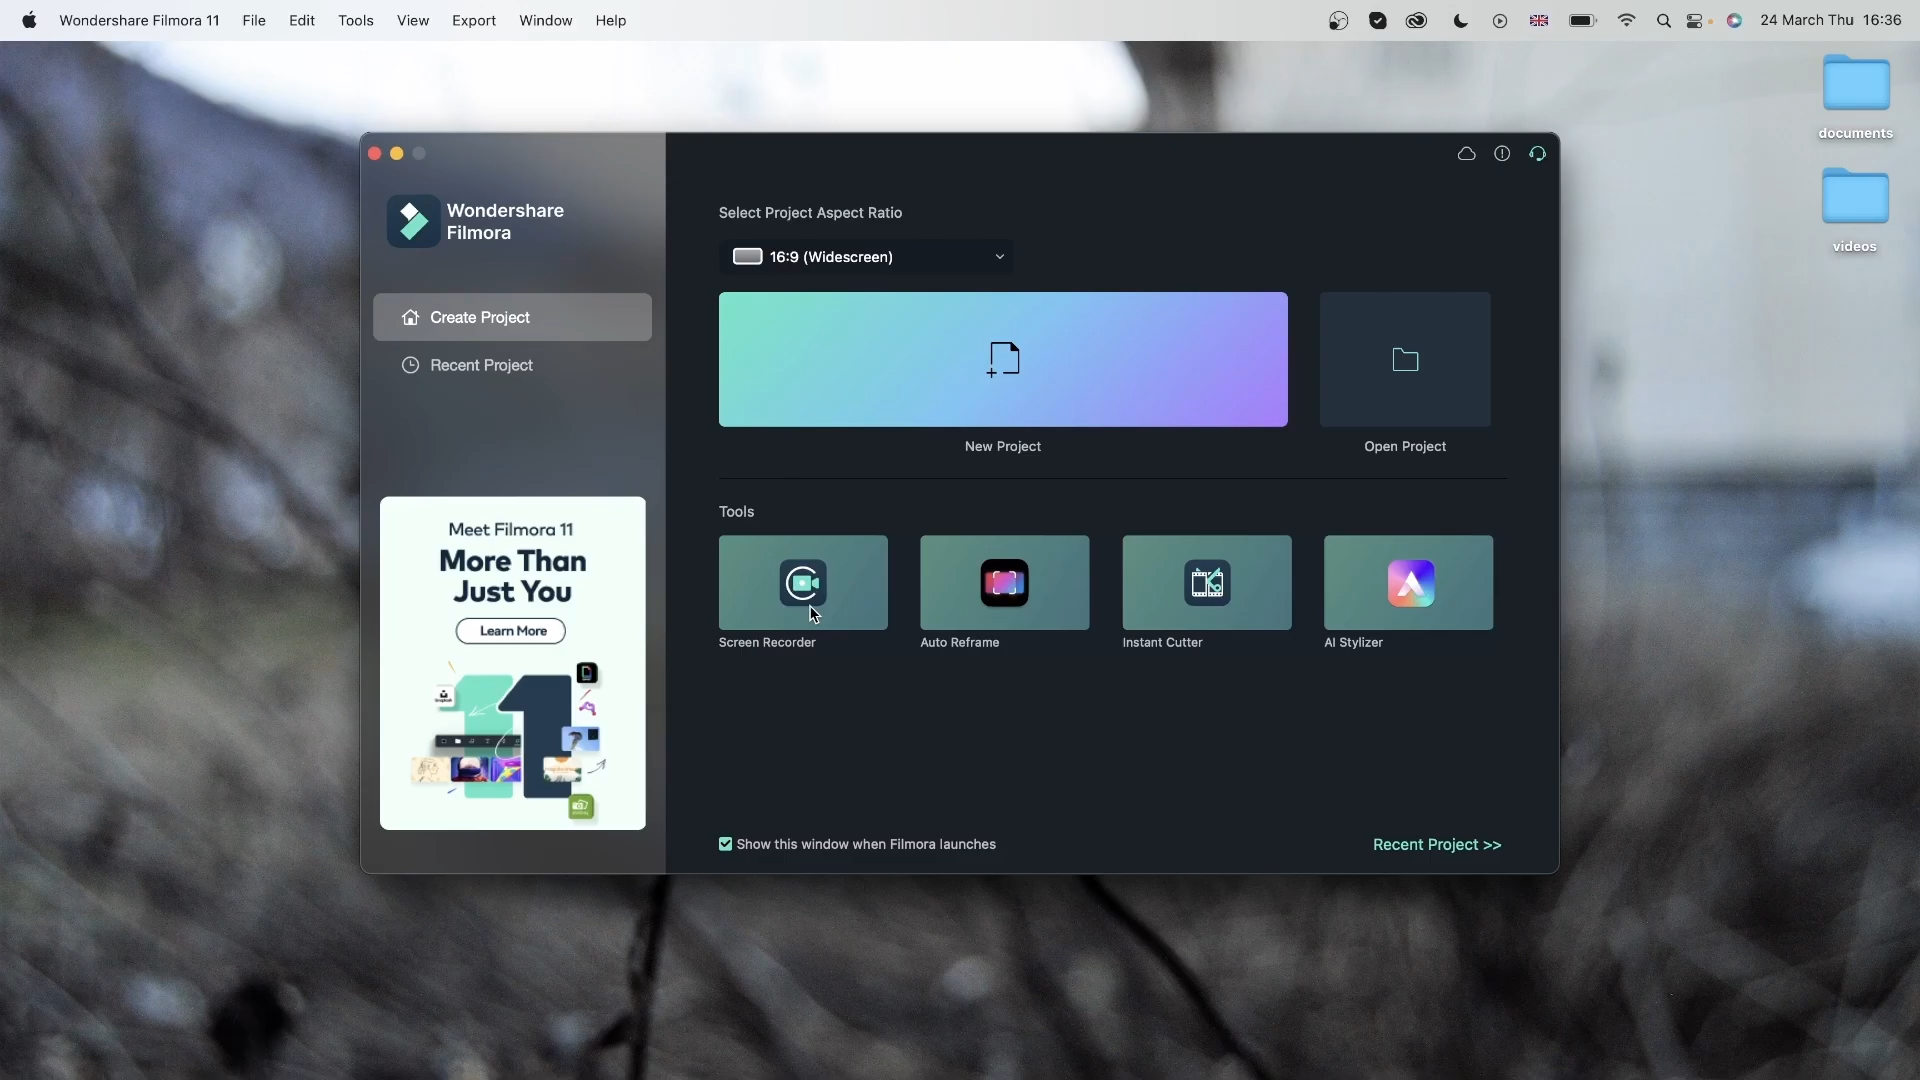 Wondershare Filmora 11 File Edit Tools View Export Window Help 24 March Thu 16:36
documents
videos
Wondershare
Filmora
Create Project
Recent Project
Meet Filmora 11
More Than
Just You
Learn More
Select Project Aspect Ratio
16:9 (Widescreen)
New Project
Open Project
Tools
Screen Recorder
Auto Reframe
Instant Cutter
AI Stylizer
Show this window when Filmora launches
Recent Project >>